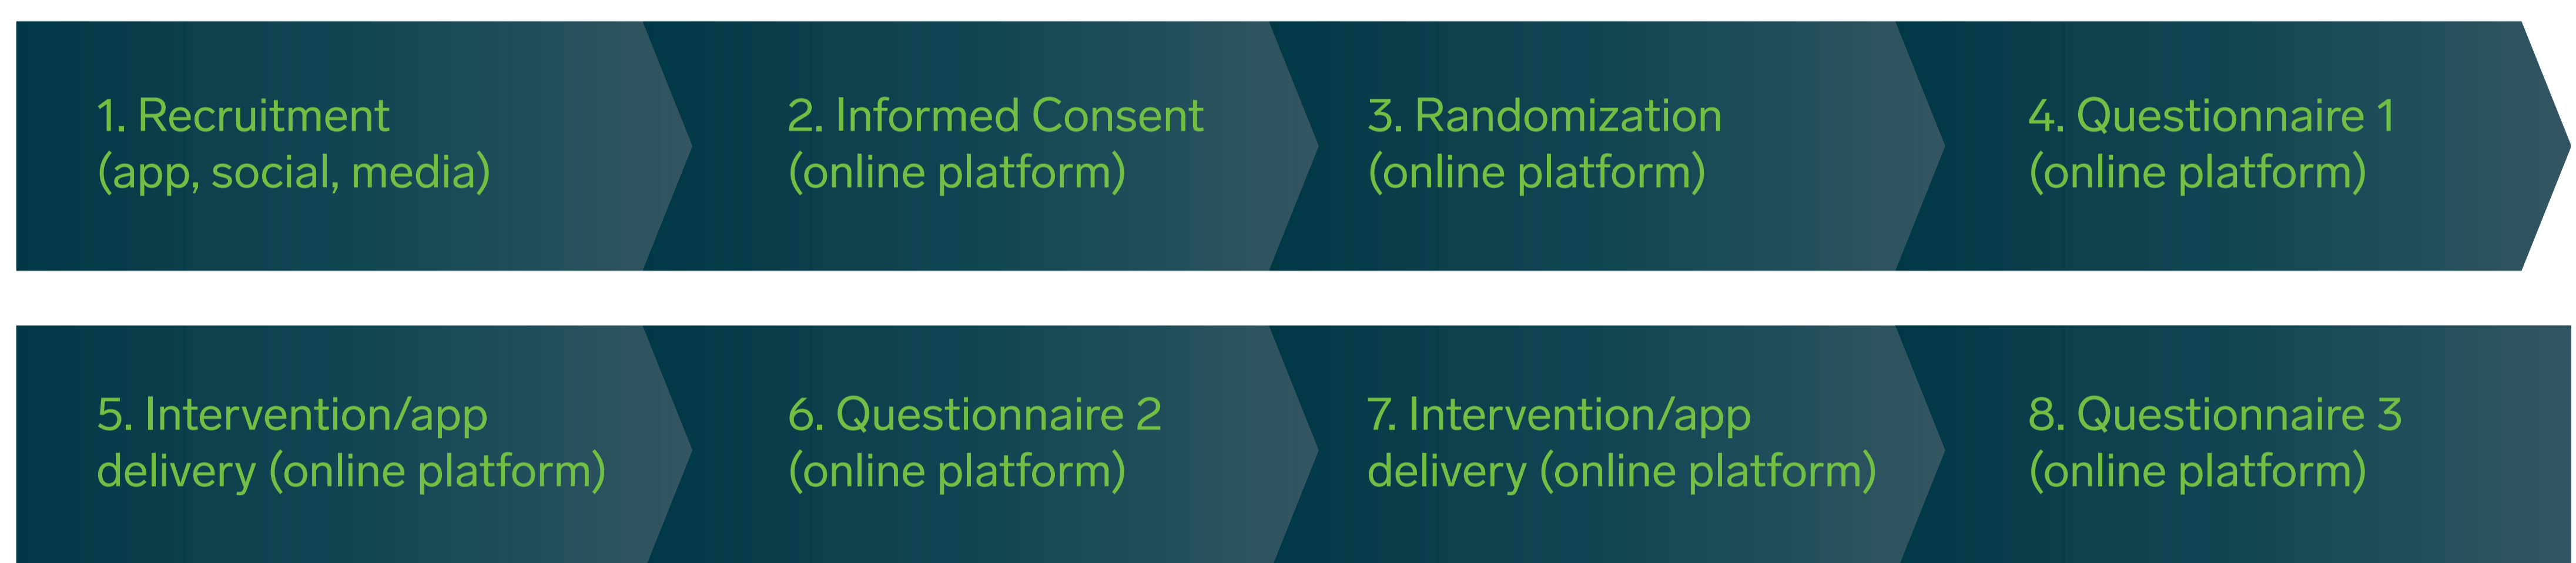 1. Recruitment
(app, social, media)
2. Informed Consent
(online platform)
3. Randomization
(online platform)
4. Questionnaire 1
(online platform)
5. Intervention/app
delivery (online platform)
6. Questionnaire 2
(online platform)
7. Intervention/app
delivery (online platform)
8. Questionnaire 3
(online platform)